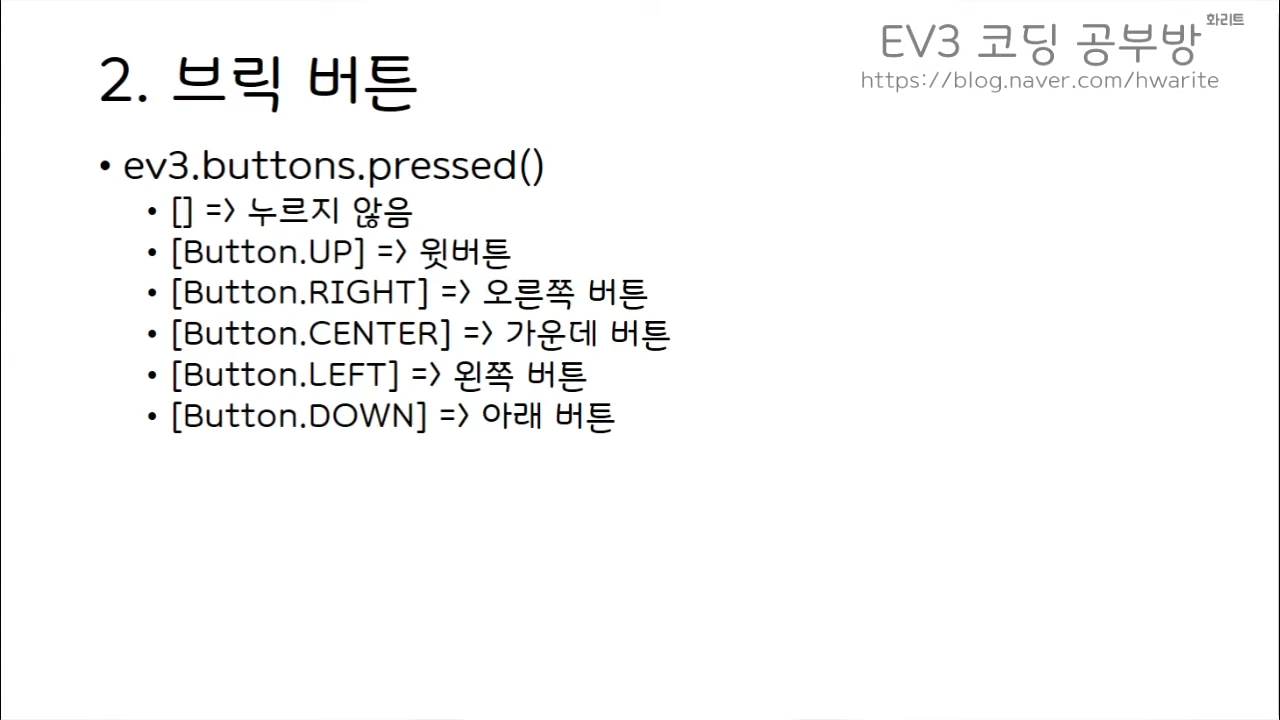 화리트
EV3 코딩 공부방
https://blog.naver.com/hwarite
2. 브릭 버튼
• ev3.buttons.pressed()
• [] => 누르지 않음
• [Button.UP] => 윗버튼
• [Button.RIGHT] => 오른쪽 버튼
• [Button.CENTER] => 가운데 버튼
• [Button.LEFT] => 왼쪽 버튼
• [Button.DOWN] => 아래 버튼